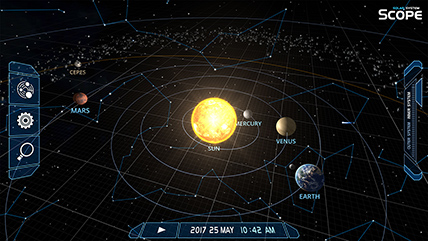 SOLAR SYSTEM
SCOPE
CERES
MARS
MERCURY
SUN
VENUS
EARTH
2017 25 MAY 10:42 AM